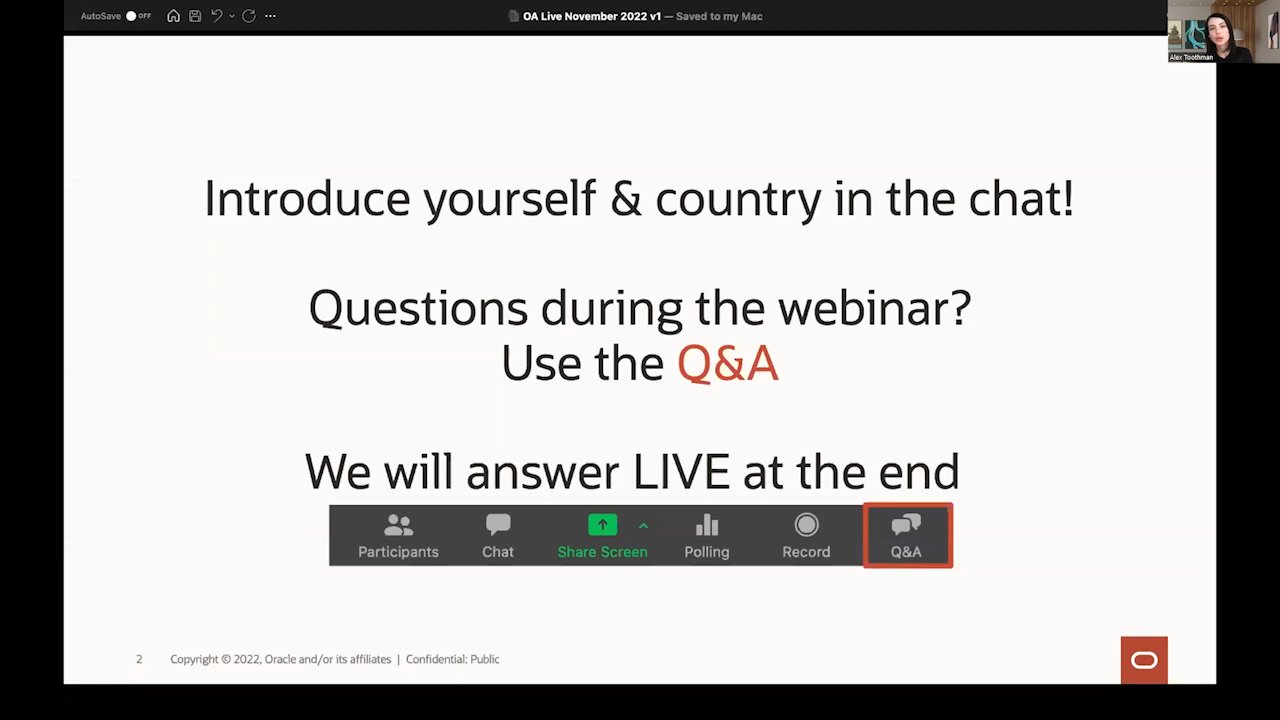 AutoSave OFF
OA Live November 2022 v1 — Saved to my Mac
Alex Toothman
Introduce yourself & country in the chat!
Questions during the webinar?
Use the Q&A
We will answer LIVE at the end
Participants Chat Share Screen Polling Record Q&A
2 Copyright © 2022, Oracle and/or its affiliates | Confidential: Public